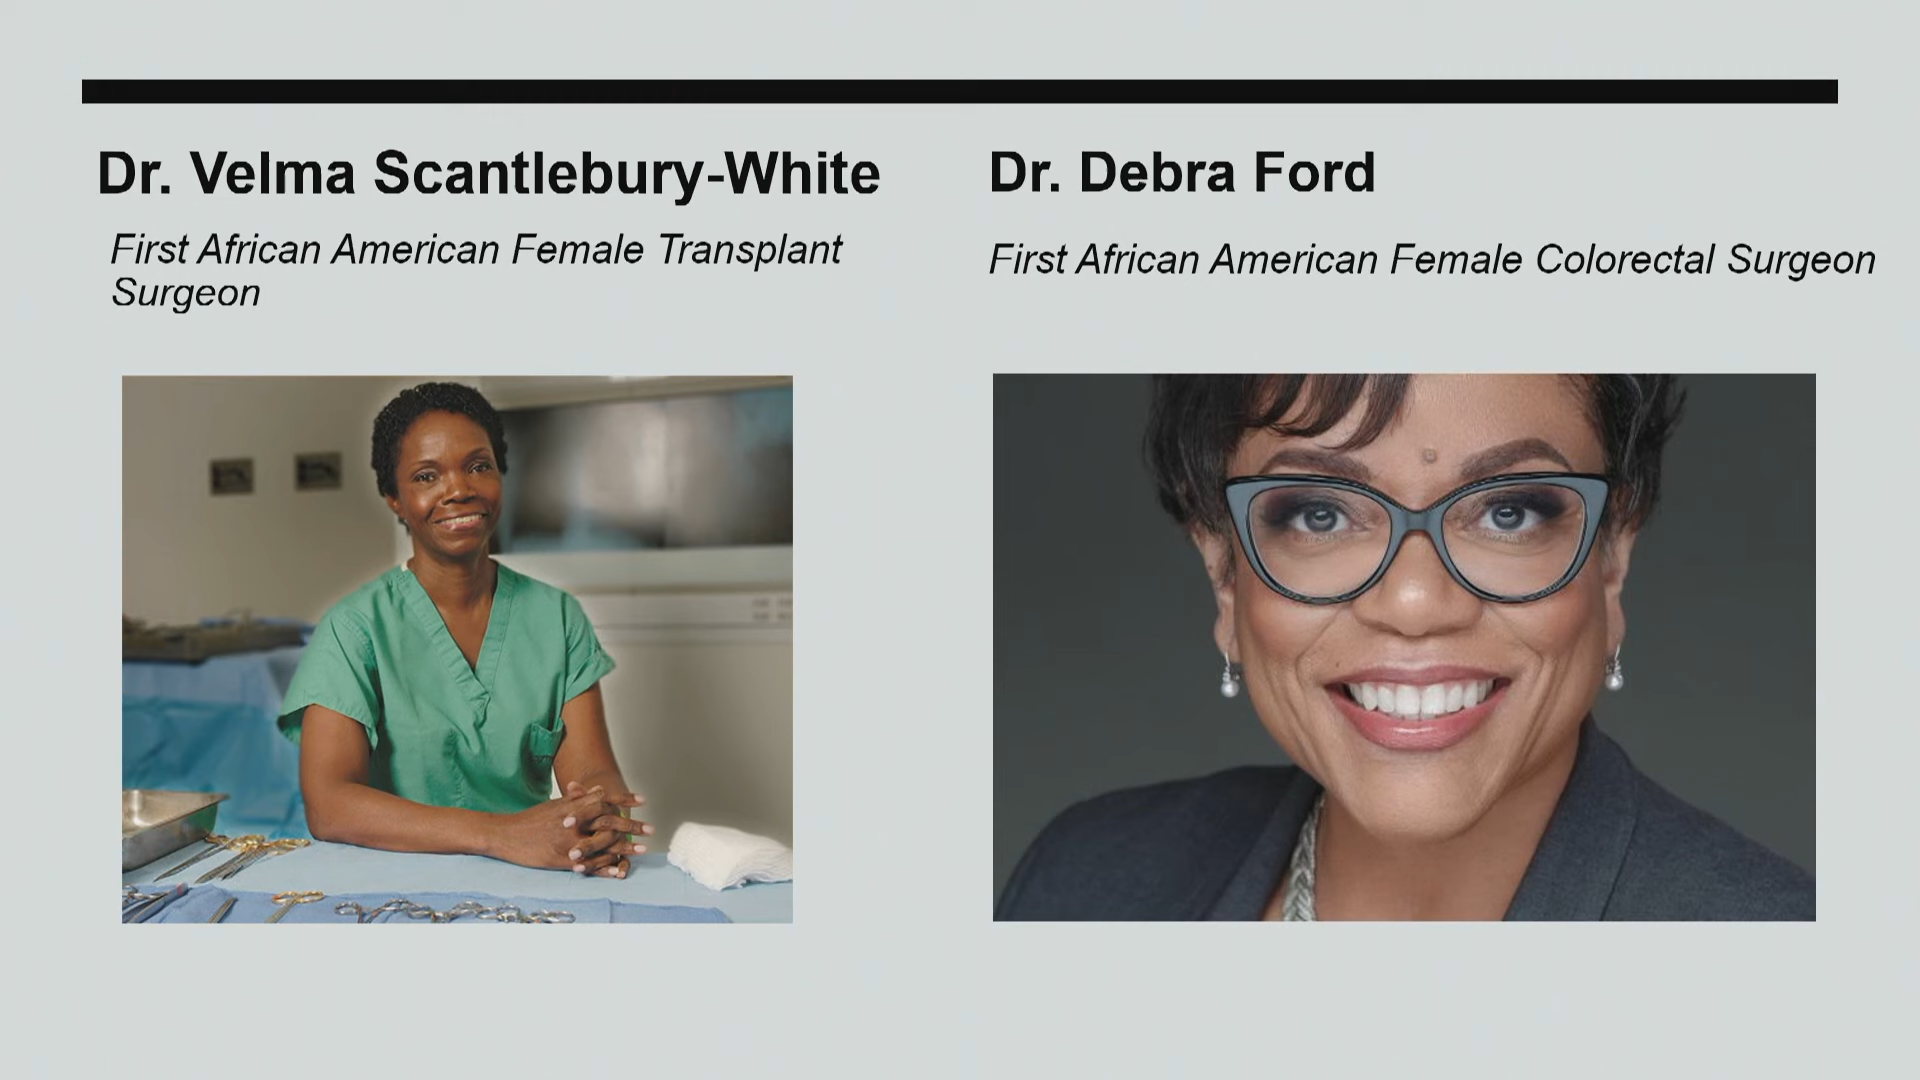 Dr. Velma Scantlebury-White
First African American Female Transplant
Surgeon
Dr. Debra Ford
First African American Female Colorectal Surgeon